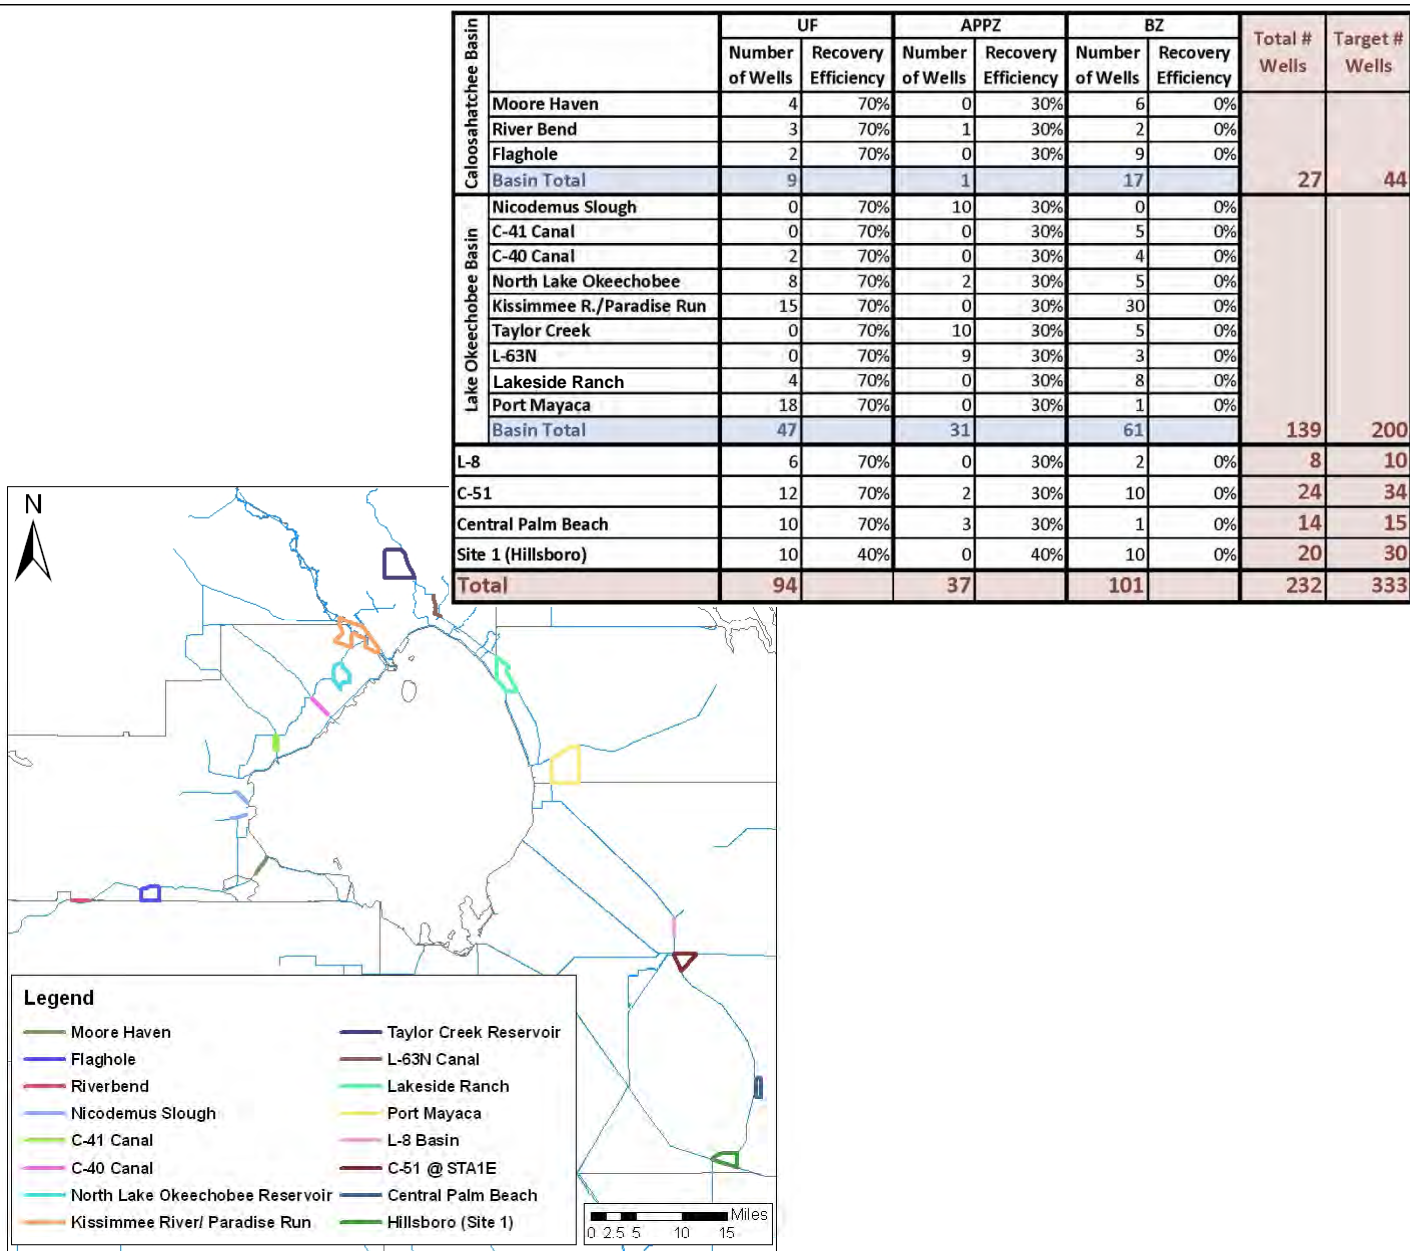 Caloosahatchee Basin
UF APPZ BZ Total # Wells Target # Wells
Number of Wells Recovery Efficiency Number of Wells Recovery Efficiency Number of Wells Recovery Efficiency
Moore Haven 4 70% 0 30% 6 0%
River Bend 3 70% 1 30% 2 0%
Flaghole 2 70% 0 30% 9 0%
Basin Total 9 1 17 27 44
Lake Okeechobee Basin
Nicodemus Slough 0 70% 10 30% 0 0%
C-41 Canal 0 70% 0 30% 5 0%
C-40 Canal 2 70% 0 30% 4 0%
North Lake Okeechobee 8 70% 2 30% 5 0%
Kissimmee R./Paradise Run 15 70% 0 30% 30 0%
Taylor Creek 0 70% 10 30% 5 0%
L-63N 0 70% 9 30% 3 0%
Lakeside Ranch 4 70% 0 30% 8 0%
Port Mayaca 18 70% 0 30% 1 0%
Basin Total 47 31 61 139 200
L-8 6 70% 0 30% 2 0% 8 10
C-51 12 70% 2 30% 10 0% 24 34
Central Palm Beach 10 70% 3 30% 1 0% 14 15
Site 1 (Hillsboro) 10 40% 0 40% 10 0% 20 30
Total 94 37 101 232 333
N
Legend
Moore Haven
Flaghole
Riverbend
Nicodemus Slough
C-41 Canal
C-40 Canal
North Lake Okeechobee Reservoir
Kissimmee River/ Paradise Run
Taylor Creek Reservoir
L-63N Canal
Lakeside Ranch
Port Mayaca
L-8 Basin
C-51 @ STA1E
Central Palm Beach
Hillsboro (Site 1)
Miles
0 2.5 5 10 15